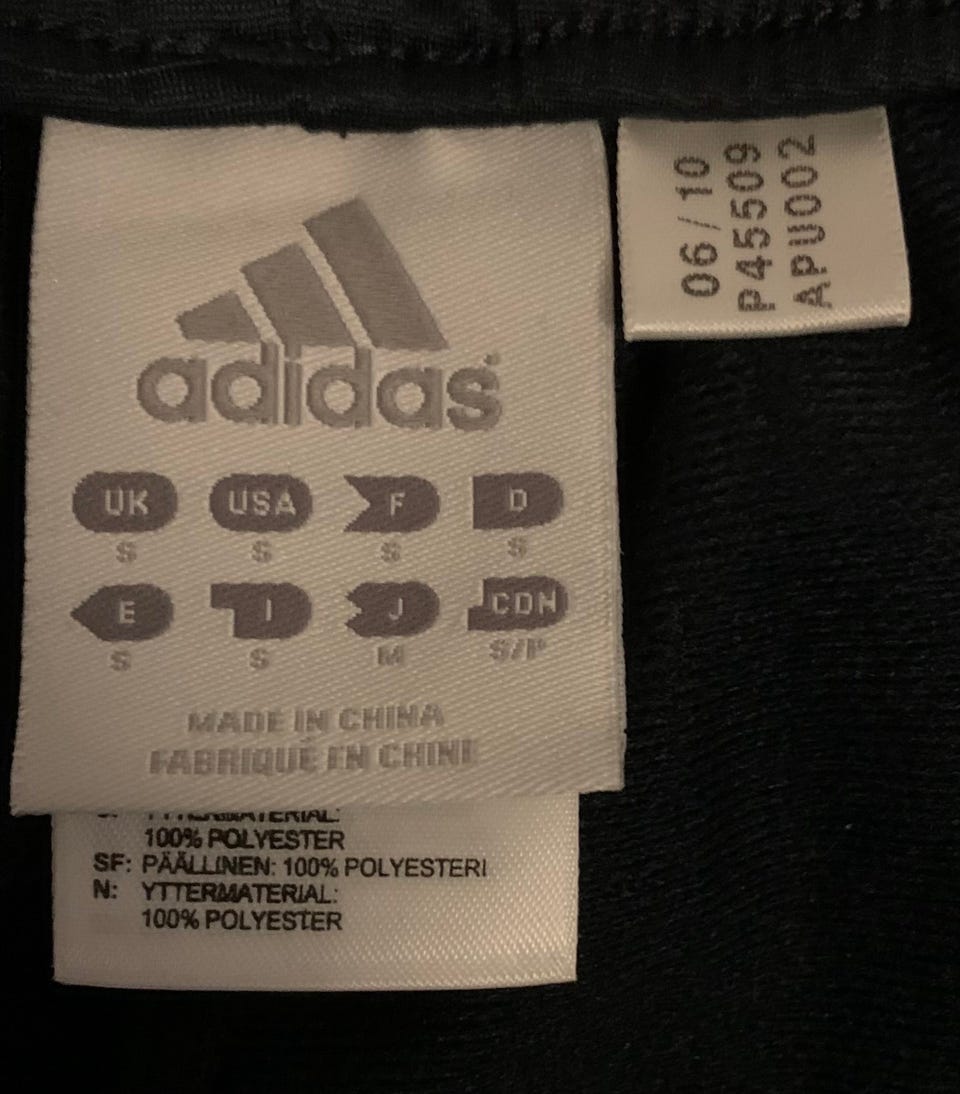 adidas
UK USA F D
S S S S
E I J CDN
S S M S/P
MADE IN CHINA
FABRIQUÉ EN CHINE
YTTERMATERIAL:
100% POLYESTER
SF: PÄÄLLINEN: 100% POLYESTERI
N: YTTERMATERIAL:
100% POLYESTER
06/10
P45509
APU002